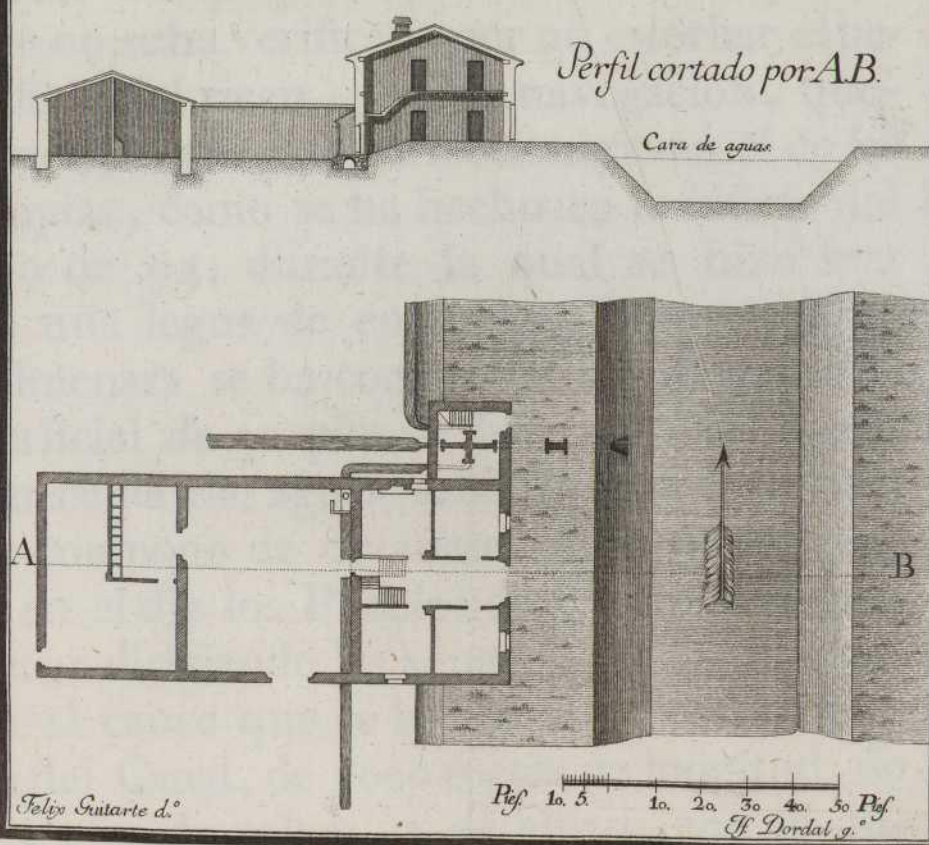 Perfil cortado por A.B.
Cara de aguas.
A
B
Pies. 10. 5. 10. 20. 30 40. 50 Pies.
Felix Guitarte d.º
Dordal g.º